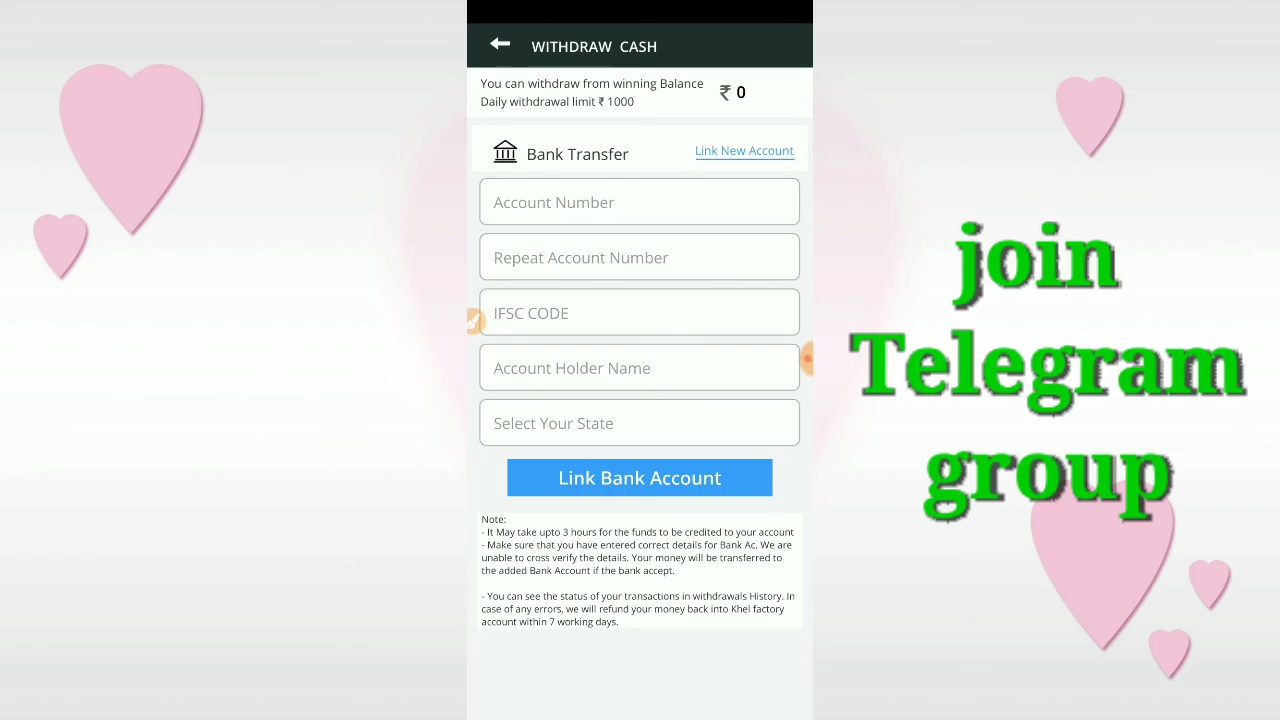 WITHDRAW CASH
You can withdraw from winning Balance
Daily withdrawal limit ₹ 1000
₹ 0
Bank Transfer
Link New Account
Account Number
Repeat Account Number
IFSC CODE
Account Holder Name
Select Your State
Link Bank Account
Note:
- It May take upto 3 hours for the funds to be credited to your account
- Make sure that you have entered correct details for Bank Ac. We are
unable to cross verify the details. Your money will be transferred to
the added Bank Account if the bank accept.
- You can see the status of your transactions in withdrawals History. In
case of any errors, we will refund your money back into Khel factory
account within 7 working days.
join
Telegram
group